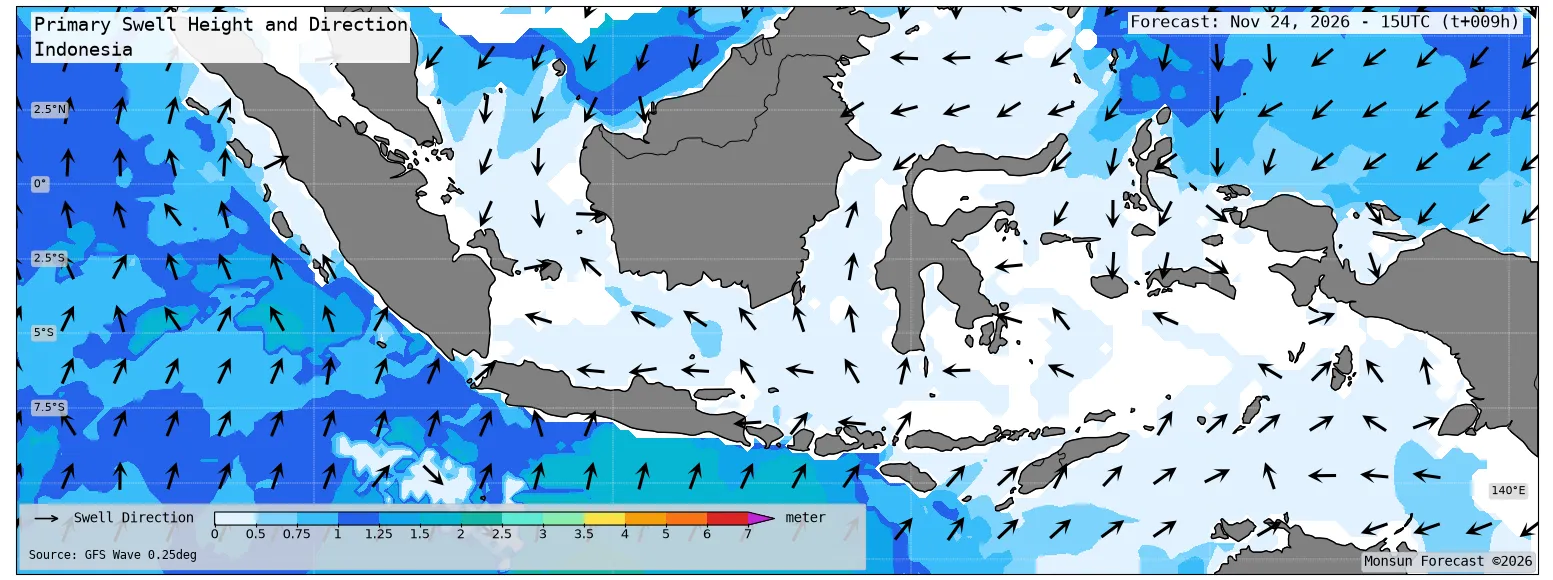 Primary Swell Height and Direction
Indonesia
Forecast: Nov 24, 2026 - 15UTC (t+009h)
2.5°N
0°
2.5°S
5°S
7.5°S
140°E
Swell Direction
meter
0 0.5 0.75 1 1.25 1.5 2 2.5 3 3.5 4 5 6 7
Source: GFS Wave 0.25deg
Monsun Forecast ©2026